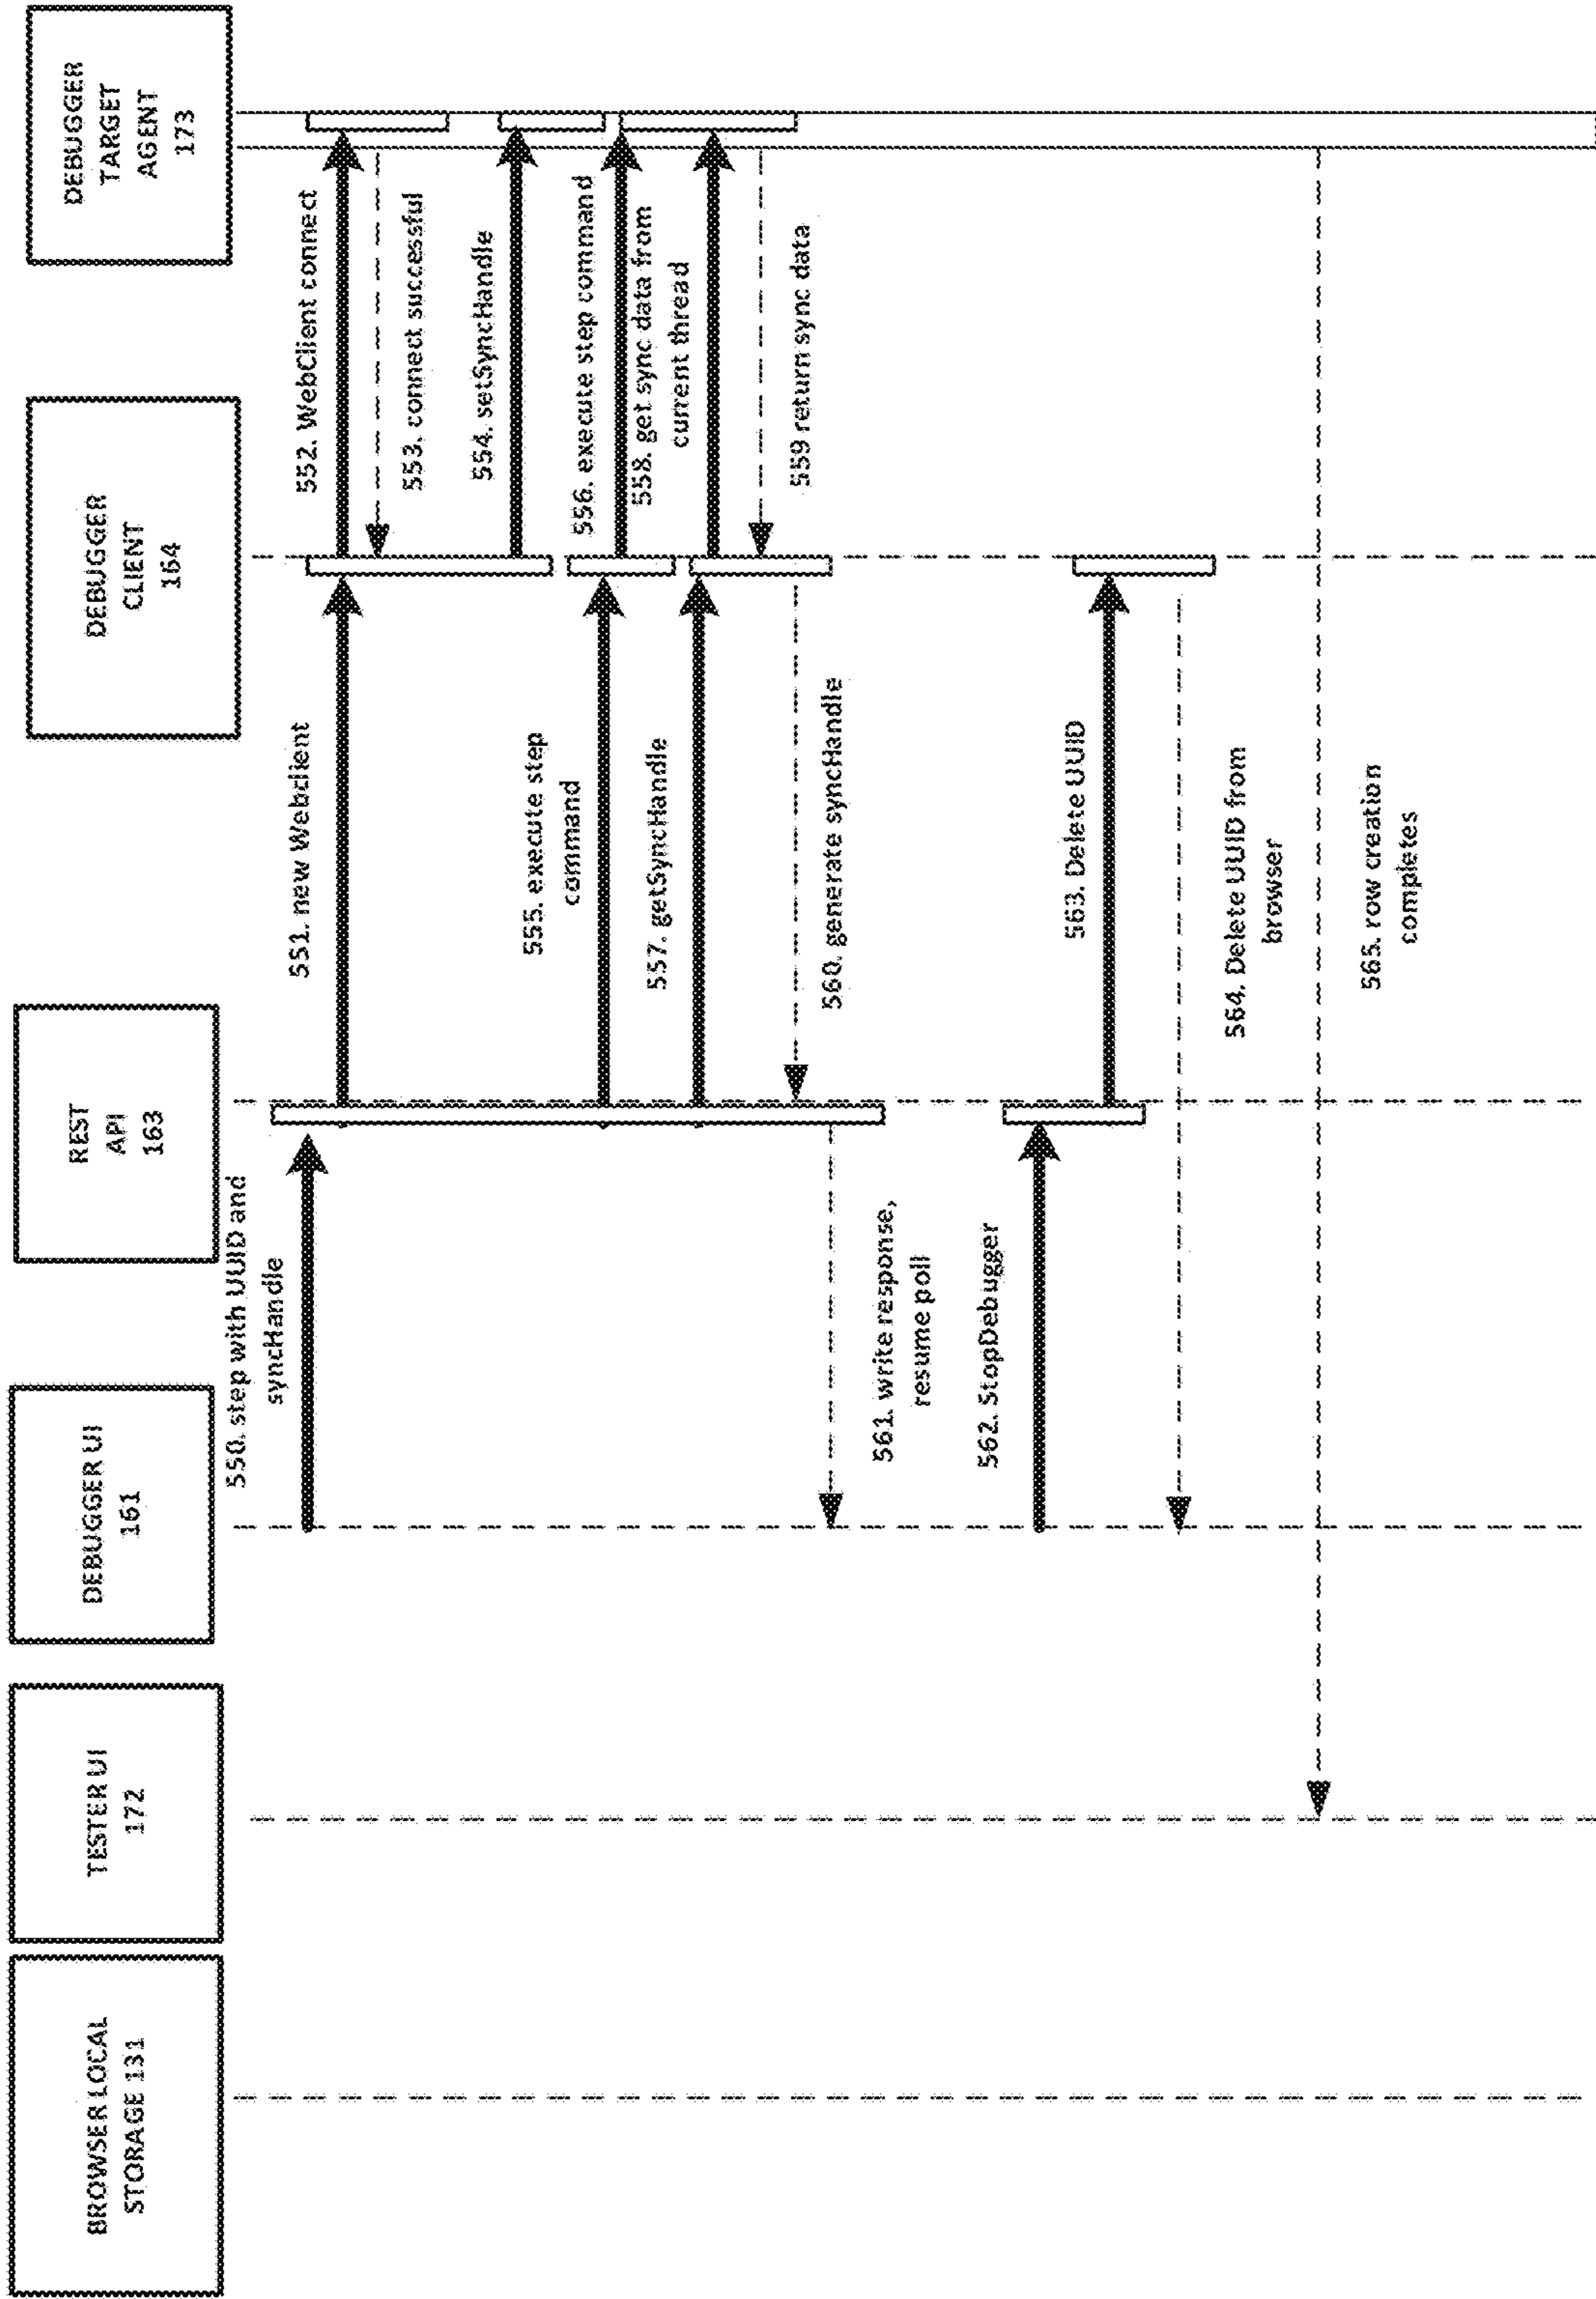 BROWSER LOCAL
STORAGE 131
TESTER UI
172
DEBUGGER UI
161
REST
API
163
DEBUGGER
CLIENT
164
DEBUGGER
TARGET
AGENT
173
550. step with UUID and
syncHandle
551. new Webclient
552. WebClient connect
553. connect successful
554. setSyncHandle
555. execute step
command
556. execute step command
557. getSyncHandle
558. get sync data from
current thread
559 return sync data
560. generate syncHandle
561. write response,
resume poll
562. StopDebugger
563. Delete UUID
564. Delete UUID from
browser
565. row creation
completes